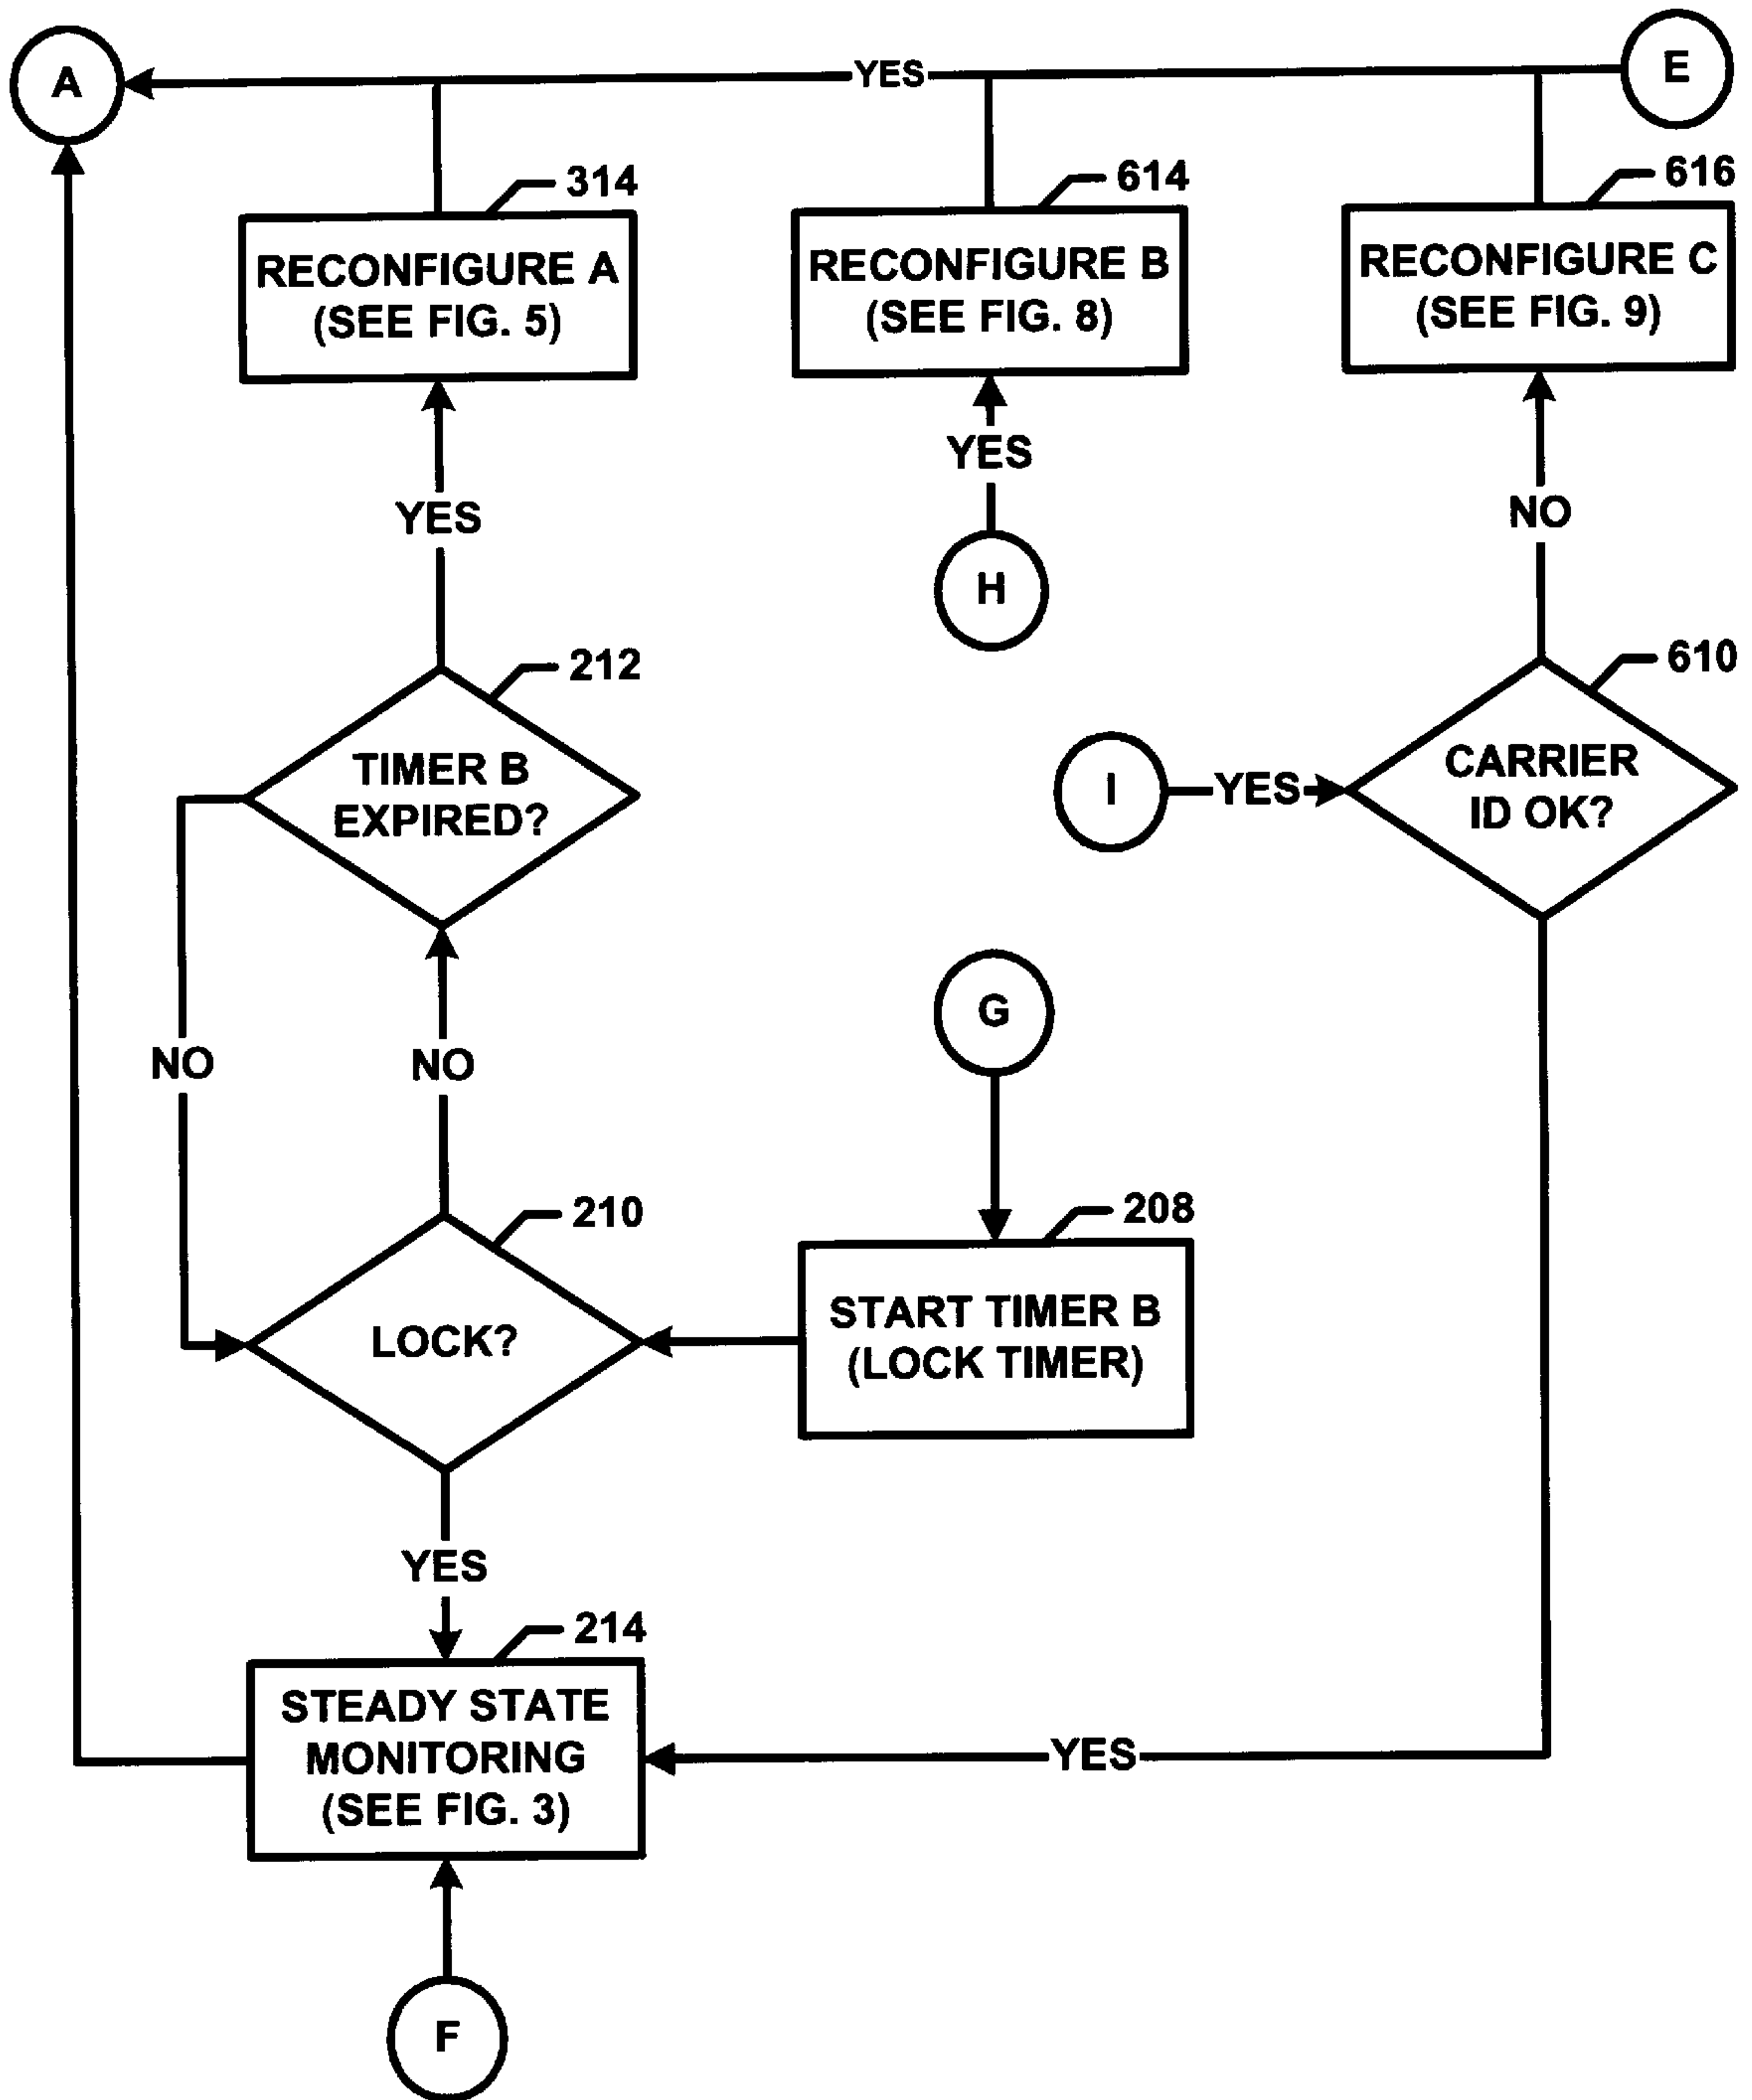 A
YES
E
314
614
616
RECONFIGURE A
(SEE FIG. 5)
RECONFIGURE B
(SEE FIG. 8)
RECONFIGURE C
(SEE FIG. 9)
YES
YES
NO
H
212
610
TIMER B
EXPIRED?
I
YES
CARRIER
ID OK?
G
NO
NO
210
208
LOCK?
START TIMER B
(LOCK TIMER)
YES
214
STEADY STATE
MONITORING
(SEE FIG. 3)
YES
F